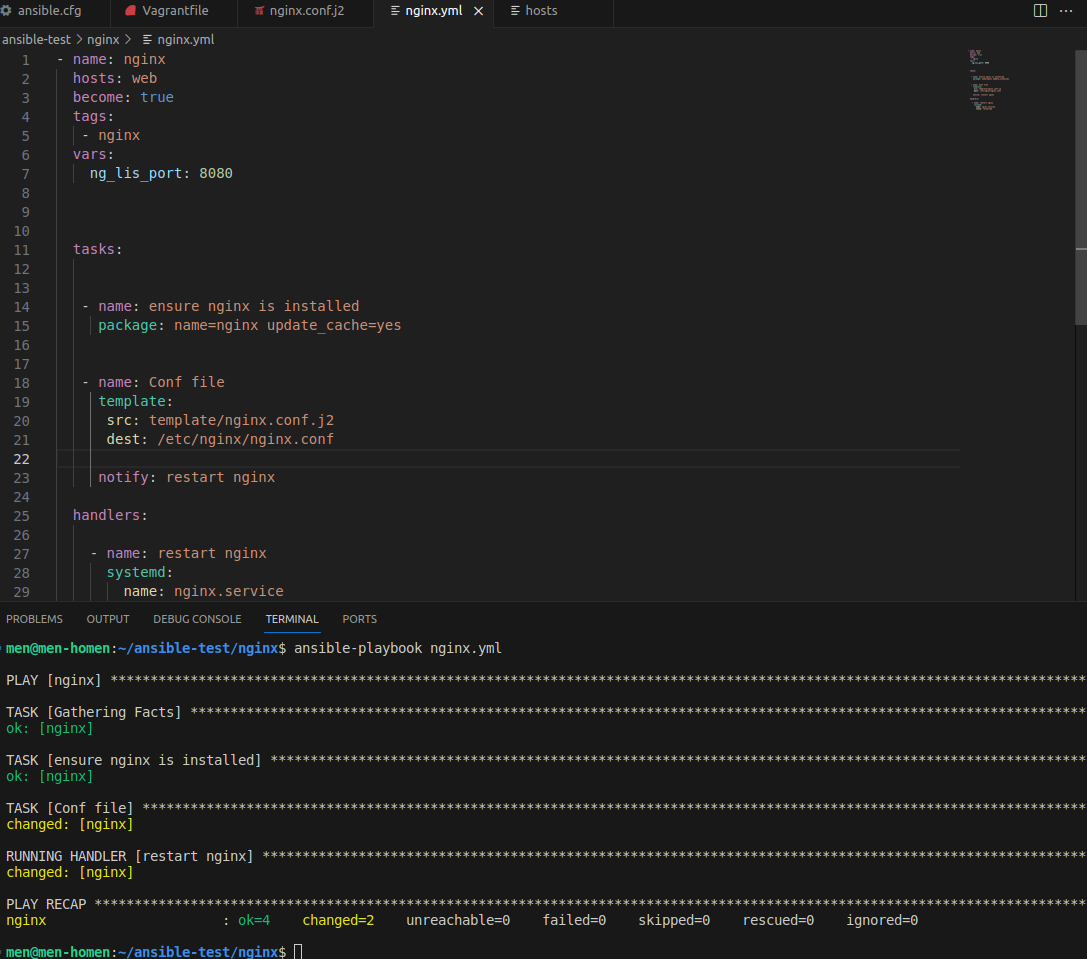 ansible.cfg Vagrantfile nginx.conf.j2 nginx.yml hosts
ansible-test > nginx > nginx.yml
1 - name: nginx
2 hosts: web
3 become: true
4 tags:
5 - nginx
6 vars:
7 ng_lis_port: 8080
8
9
10
11 tasks:
12
13
14 - name: ensure nginx is installed
15 package: name=nginx update_cache=yes
16
17
18 - name: Conf file
19 template:
20 src: template/nginx.conf.j2
21 dest: /etc/nginx/nginx.conf
22
23 notify: restart nginx
24
25 handlers:
26
27 - name: restart nginx
28 systemd:
29 name: nginx.service
PROBLEMS OUTPUT DEBUG CONSOLE TERMINAL PORTS
men@men-homen:~/ansible-test/nginx$ ansible-playbook nginx.yml
PLAY [nginx] **************************************************************************************************************************
TASK [Gathering Facts] ****************************************************************************************************************
ok: [nginx]
TASK [ensure nginx is installed] ******************************************************************************************************
ok: [nginx]
TASK [Conf file] **********************************************************************************************************************
changed: [nginx]
RUNNING HANDLER [restart nginx] *******************************************************************************************************
changed: [nginx]
PLAY RECAP ****************************************************************************************************************************
nginx : ok=4 changed=2 unreachable=0 failed=0 skipped=0 rescued=0 ignored=0
men@men-homen:~/ansible-test/nginx$